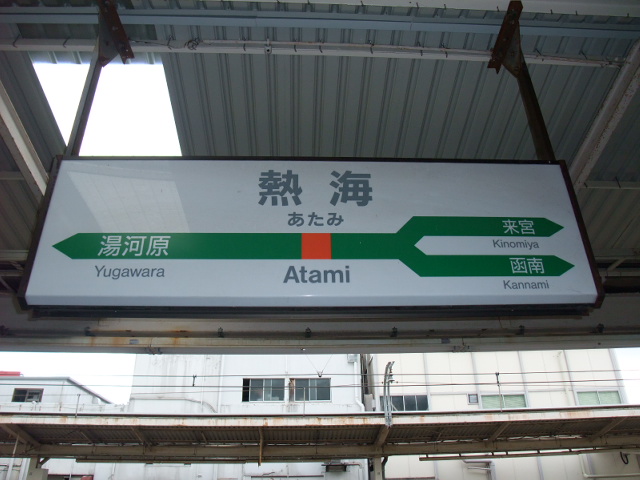 熱海
あたみ
湯河原
Yugawara
Atami
来宮
Kinomiya
函南
Kannami